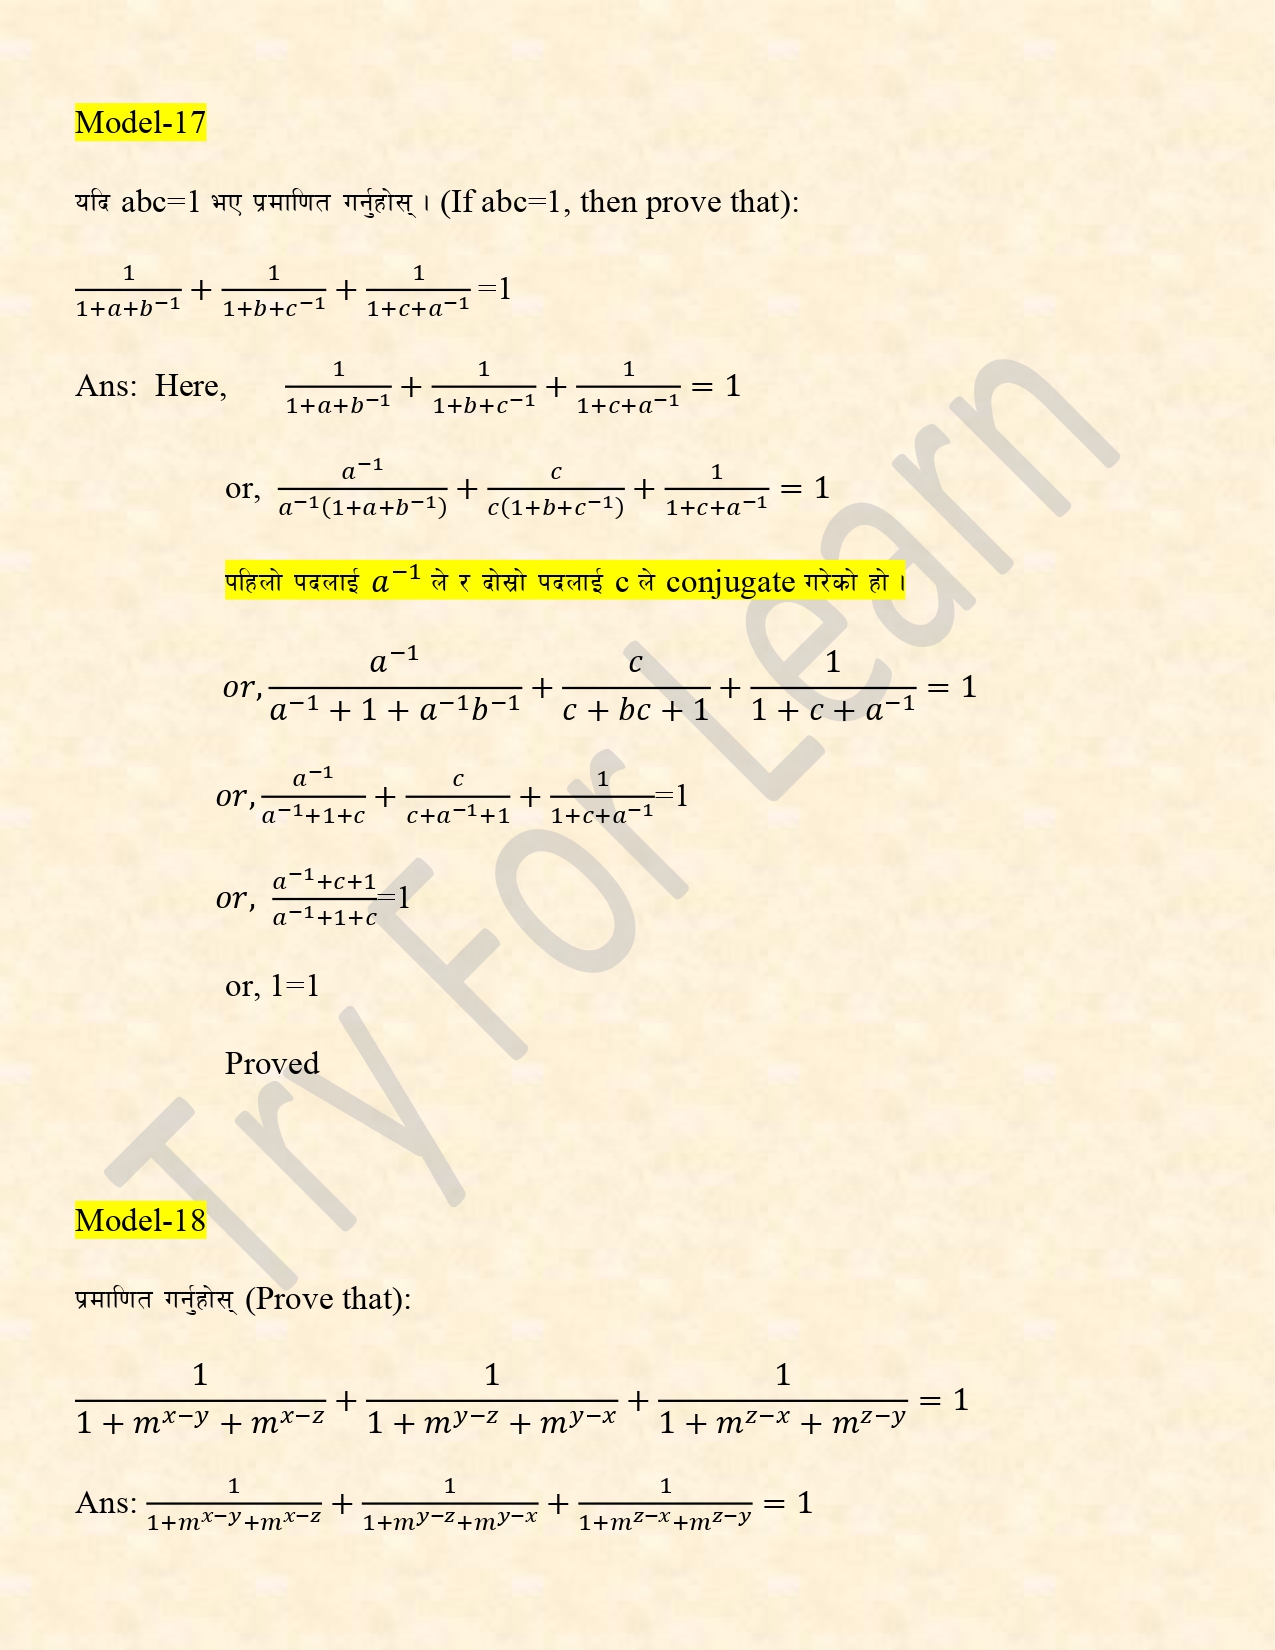 Model-17
यदि abc=1 भए प्रमाणित गर्नुहोस् । (If abc=1, then prove that):
\frac{1}{1+a+b^{-1}} + \frac{1}{1+b+c^{-1}} + \frac{1}{1+c+a^{-1}} =1
Ans: Here, \frac{1}{1+a+b^{-1}} + \frac{1}{1+b+c^{-1}} + \frac{1}{1+c+a^{-1}} = 1
or, \frac{a^{-1}}{a^{-1}(1+a+b^{-1})} + \frac{c}{c(1+b+c^{-1})} + \frac{1}{1+c+a^{-1}} = 1
पहिलो पदलाई a^{-1} ले र दोस्रो पदलाई c ले conjugate गरेको हो ।
or, \frac{a^{-1}}{a^{-1} + 1 + a^{-1}b^{-1}} + \frac{c}{c + bc + 1} + \frac{1}{1 + c + a^{-1}} = 1
or, \frac{a^{-1}}{a^{-1}+1+c} + \frac{c}{c+a^{-1}+1} + \frac{1}{1+c+a^{-1}} =1
or, \frac{a^{-1}+c+1}{a^{-1}+1+c} =1
or, 1=1
Proved
Model-18
प्रमाणित गर्नुहोस् (Prove that):
\frac{1}{1 + m^{x-y} + m^{x-z}} + \frac{1}{1 + m^{y-z} + m^{y-x}} + \frac{1}{1 + m^{z-x} + m^{z-y}} = 1
Ans: \frac{1}{1+m^{x-y}+m^{x-z}} + \frac{1}{1+m^{y-z}+m^{y-x}} + \frac{1}{1+m^{z-x}+m^{z-y}} = 1
Try For Learn